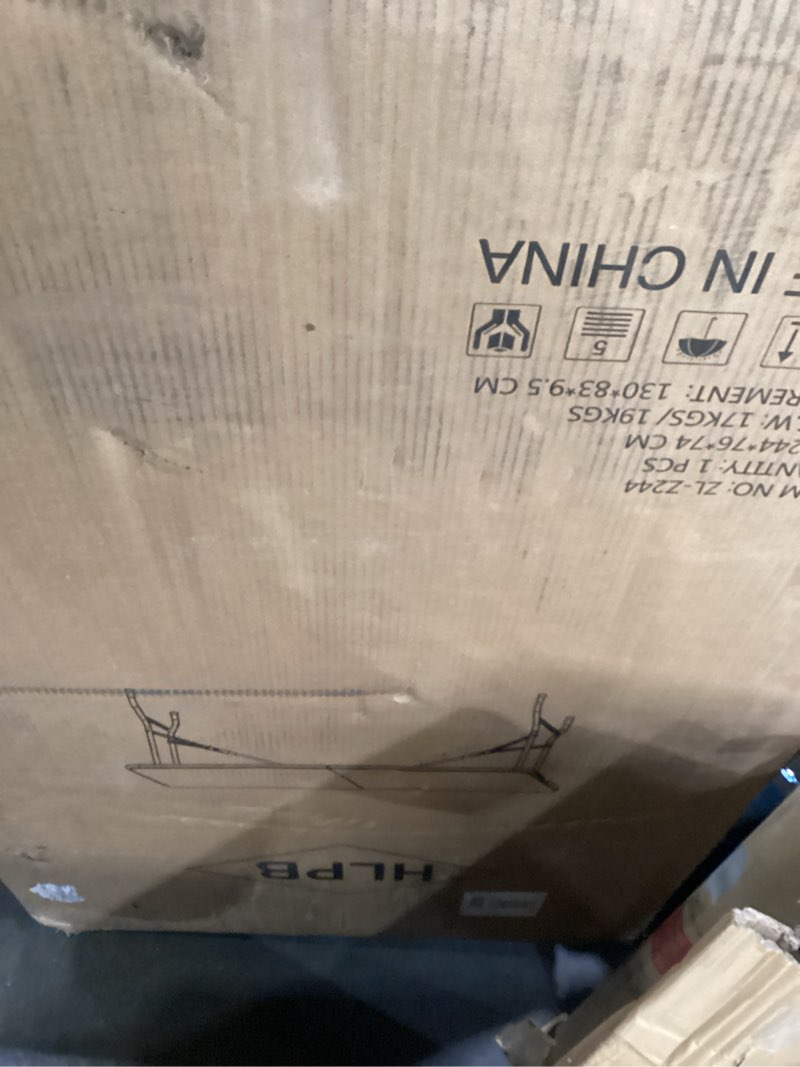 HLPB
M NO: ZL-Z244
ANTITY: 1 PCS
244*76*74 CM
.W: 17KGS/ 19KGS
REMENT: 130*83*9.5 CM
5
IN CHINA